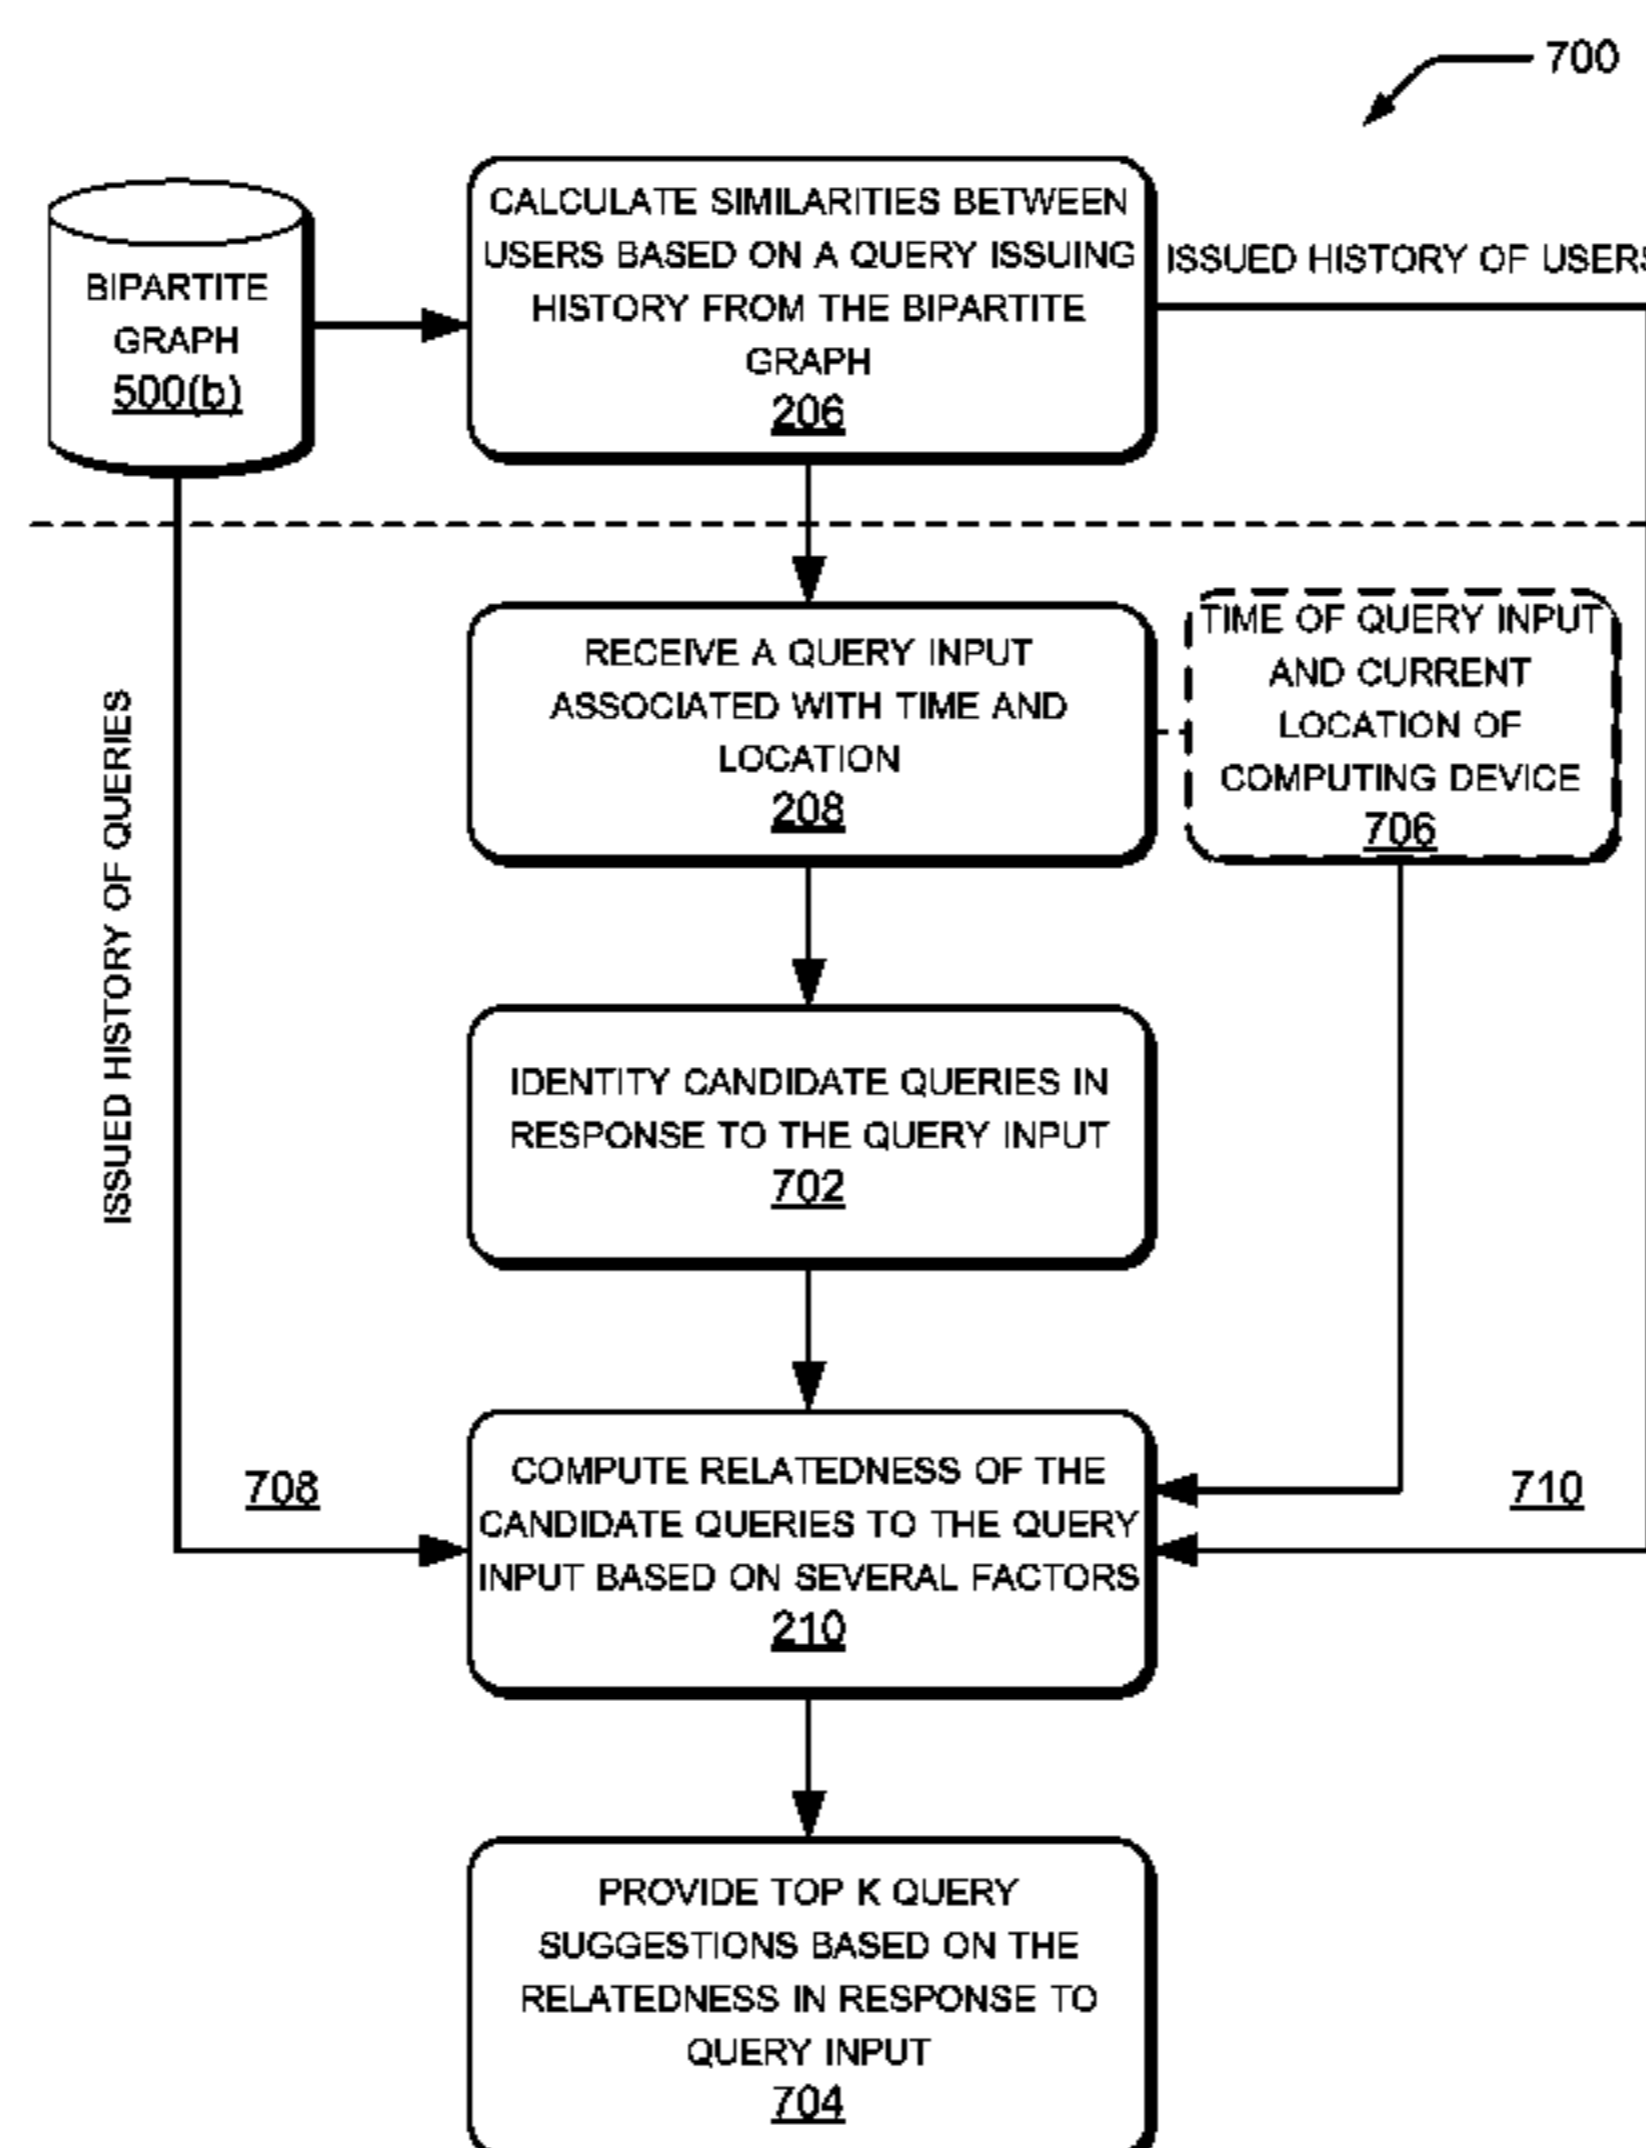 700
BIPARTITE
GRAPH
500(b)
CALCULATE SIMILARITIES BETWEEN
USERS BASED ON A QUERY ISSUING
HISTORY FROM THE BIPARTITE
GRAPH
206
ISSUED HISTORY OF USERS
RECEIVE A QUERY INPUT
ASSOCIATED WITH TIME AND
LOCATION
208
TIME OF QUERY INPUT
AND CURRENT
LOCATION OF
COMPUTING DEVICE
706
ISSUED HISTORY OF QUERIES
IDENTITY CANDIDATE QUERIES IN
RESPONSE TO THE QUERY INPUT
702
708
COMPUTE RELATEDNESS OF THE
CANDIDATE QUERIES TO THE QUERY
INPUT BASED ON SEVERAL FACTORS
210
710
PROVIDE TOP K QUERY
SUGGESTIONS BASED ON THE
RELATEDNESS IN RESPONSE TO
QUERY INPUT
704